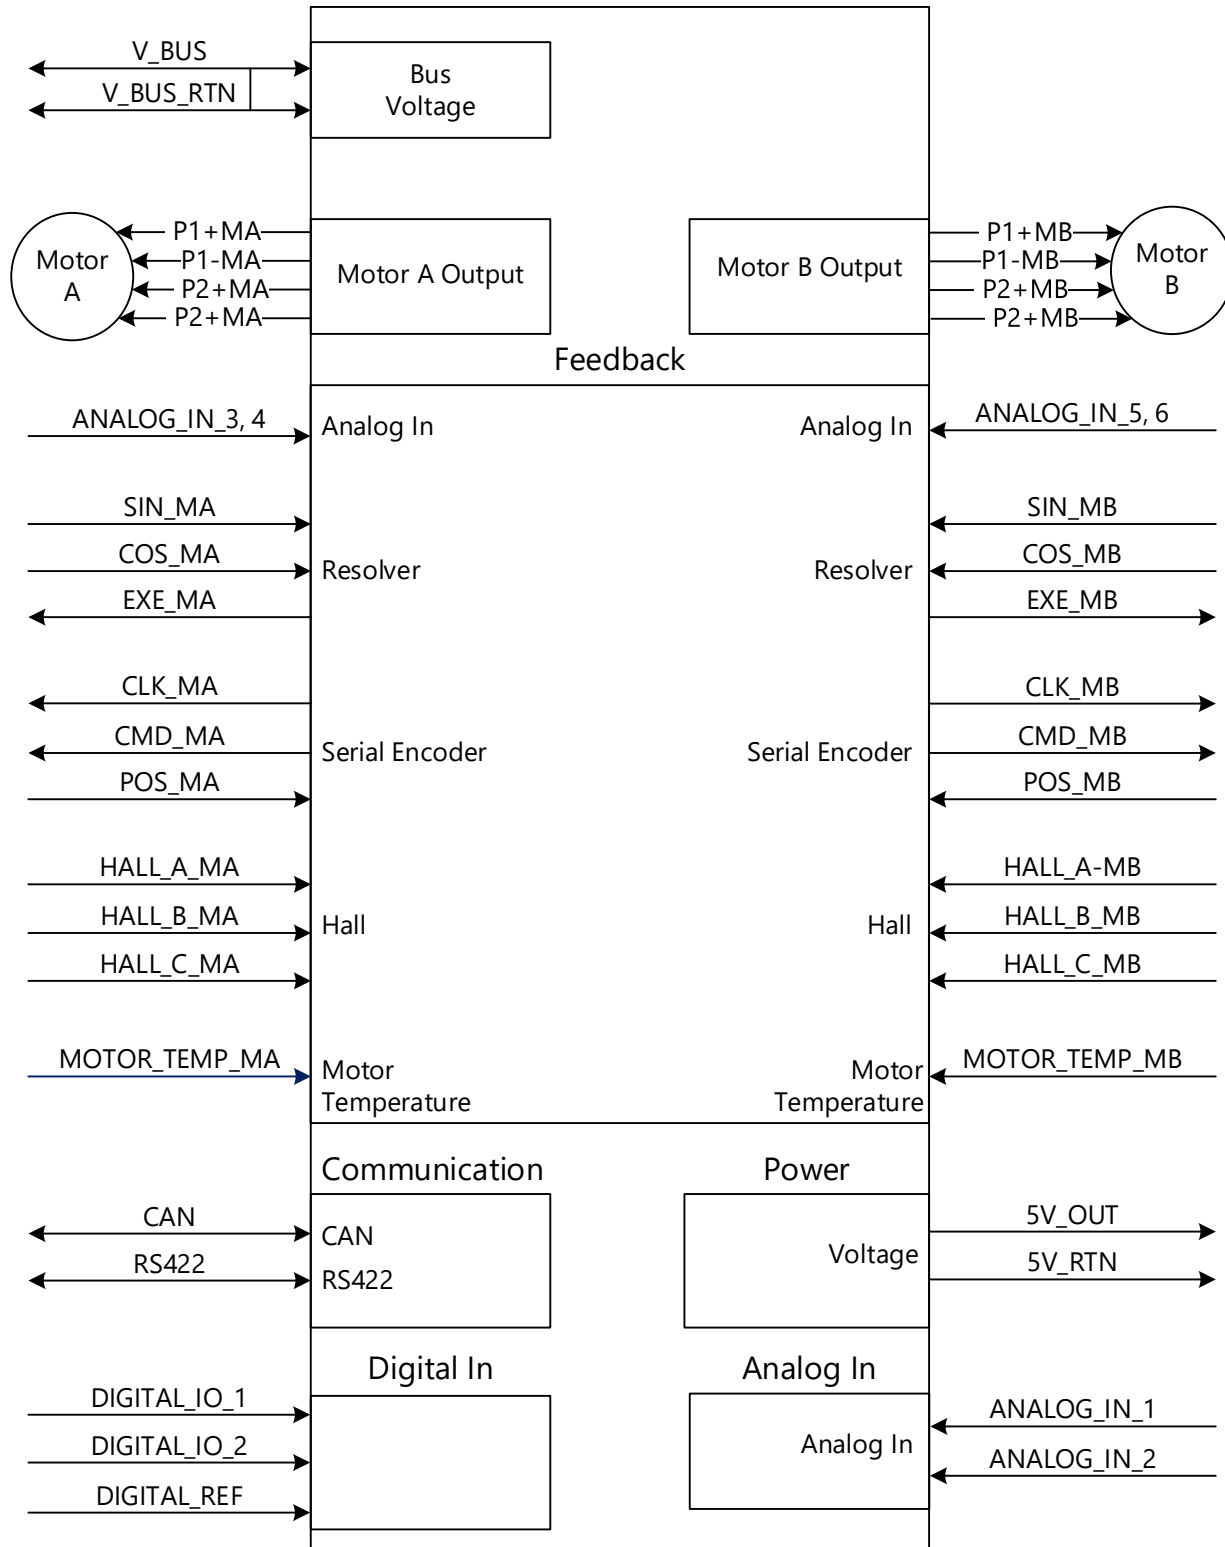 V_BUS
V_BUS_RTN
Bus
Voltage
Motor
A
P1+MA
P1-MA
P2+MA
P2+MA
Motor A Output
Motor B Output
P1+MB
P1-MB
P2+MB
P2+MB
Motor
B
Feedback
ANALOG_IN_3, 4
Analog In
Analog In
ANALOG_IN_5, 6
SIN_MA
COS_MA
EXE_MA
Resolver
Resolver
SIN_MB
COS_MB
EXE_MB
CLK_MA
CMD_MA
POS_MA
Serial Encoder
Serial Encoder
CLK_MB
CMD_MB
POS_MB
HALL_A_MA
HALL_B_MA
HALL_C_MA
Hall
Hall
HALL_A-MB
HALL_B_MB
HALL_C_MB
MOTOR_TEMP_MA
Motor
Temperature
Motor
Temperature
MOTOR_TEMP_MB
Communication
CAN
RS422
CAN
RS422
Power
Voltage
5V_OUT
5V_RTN
Digital In
DIGITAL_IO_1
DIGITAL_IO_2
DIGITAL_REF
Analog In
Analog In
ANALOG_IN_1
ANALOG_IN_2